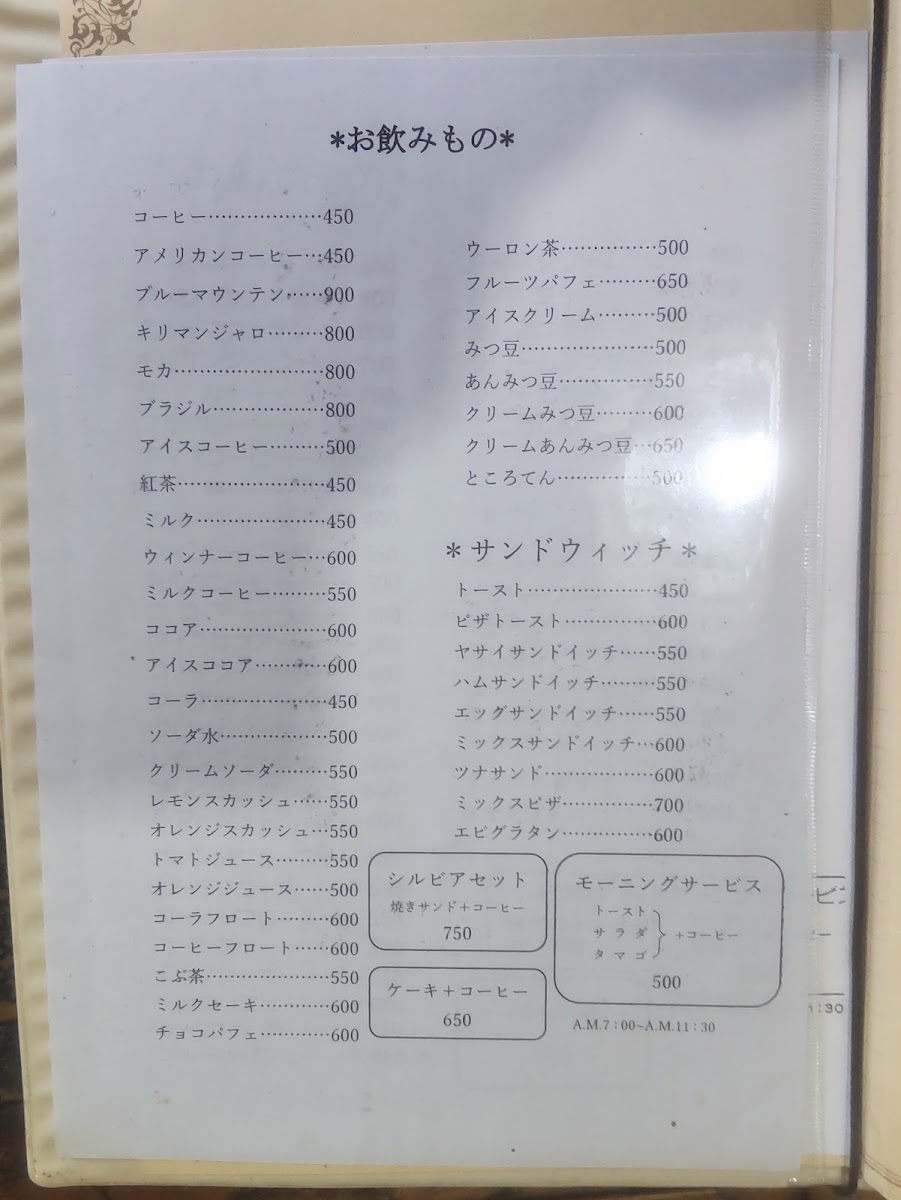 *お飲みもの*
コーヒー………………450
アメリカンコーヒー…450
ブルーマウンテン……900
キリマンジャロ………800
モカ……………………800
ブラジル………………800
アイスコーヒー………500
紅茶……………………450
ミルク…………………450
ウィンナーコーヒー…600
ミルクコーヒー………550
ココア…………………600
アイスココア…………600
コーラ…………………450
ソーダ水………………500
クリームソーダ………550
レモンスカッシュ……550
オレンジスカッシュ…550
トマトジュース………550
オレンジジュース……500
コーラフロート………600
コーヒーフロート……600
こぶ茶…………………550
ミルクセーキ…………600
チョコパフェ…………600
ウーロン茶……………500
フルーツパフェ………650
アイスクリーム………500
みつ豆…………………500
あんみつ豆……………550
クリームみつ豆………600
クリームあんみつ豆…650
ところてん……………500
*サンドウィッチ*
トースト…………………450
ピザトースト……………600
ヤサイサンドイッチ……550
ハムサンドイッチ………550
エッグサンドイッチ……550
ミックスサンドイッチ…600
ツナサンド………………600
ミックスピザ……………700
エビグラタン……………600
シルビアセット
焼きサンド+コーヒー
750
ケーキ+コーヒー
650
モーニングサービス
トースト
サラダ +コーヒー
タマゴ
500
A.M.7:00~A.M.11:30
1:30